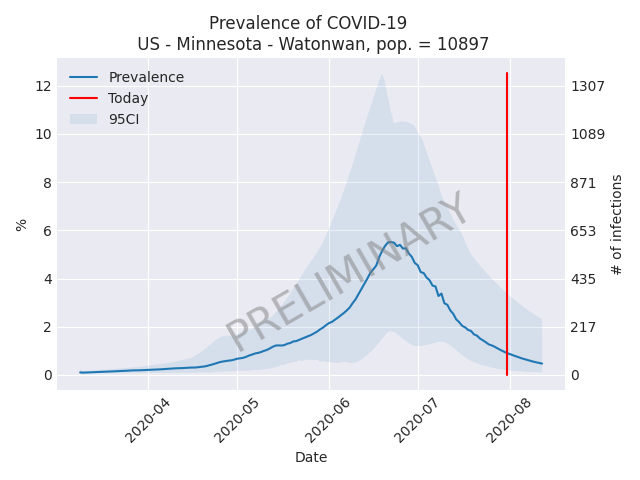 Prevalence of COVID-19
US - Minnesota - Watonwan, pop. = 10897
Prevalence
Today
95CI
12
10
8
6
4
2
0
%
1307
1089
871
653
435
217
0
# of infections
PRELIMINARY
2020-04
2020-05
2020-06
2020-07
2020-08
Date